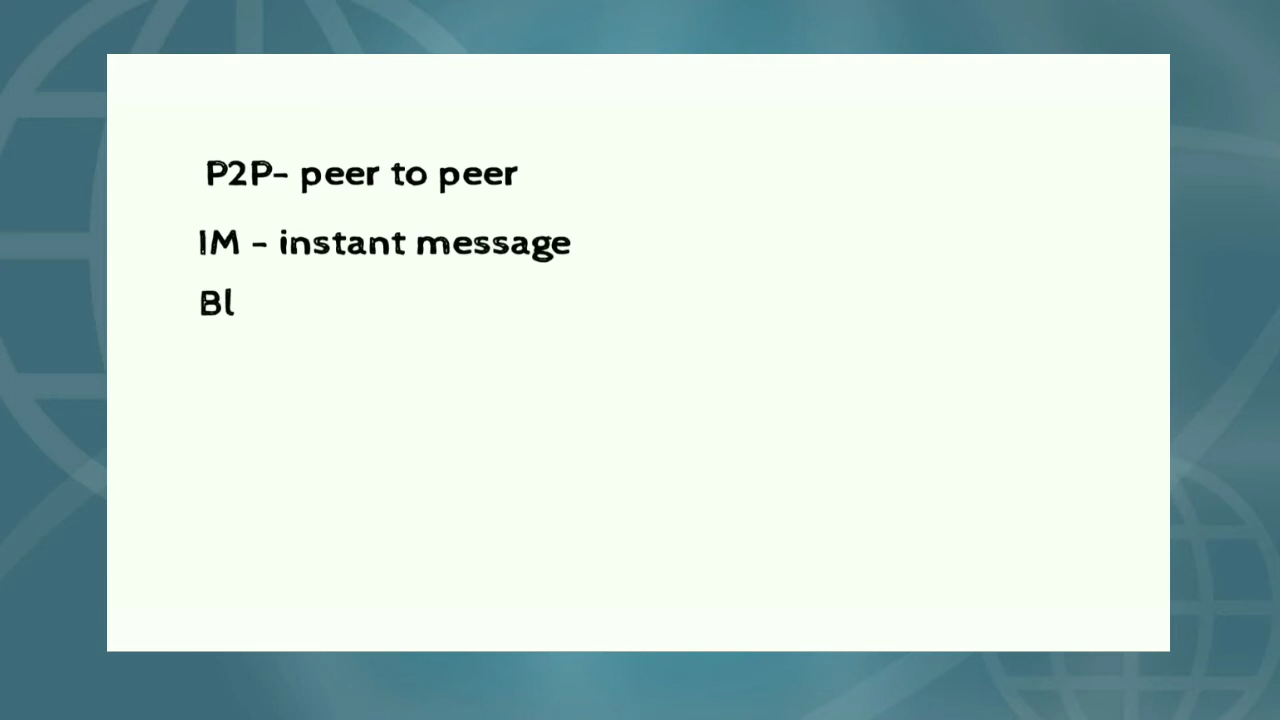 P2P- peer to peer
IM - instant message
Bl